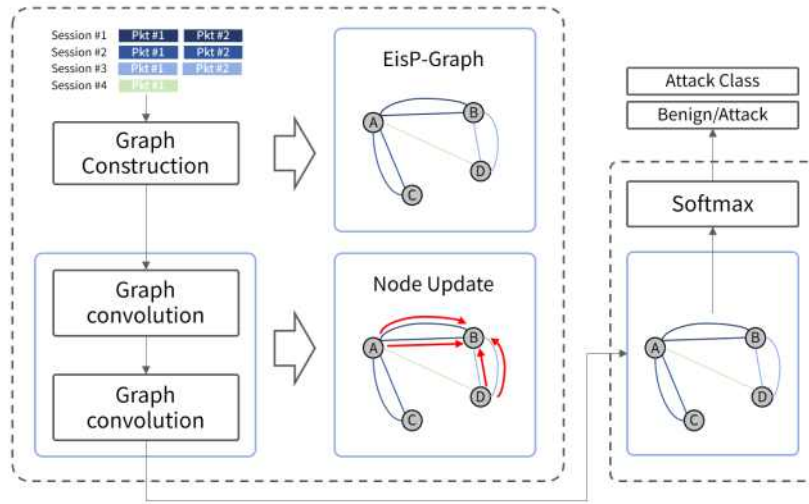 Session #1 Pkt #1 Pkt #2
Session #2 Pkt #1 Pkt #2
Session #3 Pkt #1 Pkt #2
Session #4 Pkt #1
Graph
Construction
EisP-Graph
A
B
C
D
Graph
convolution
Graph
convolution
Node Update
A
B
C
D
Attack Class
Benign/Attack
Softmax
A
B
C
D